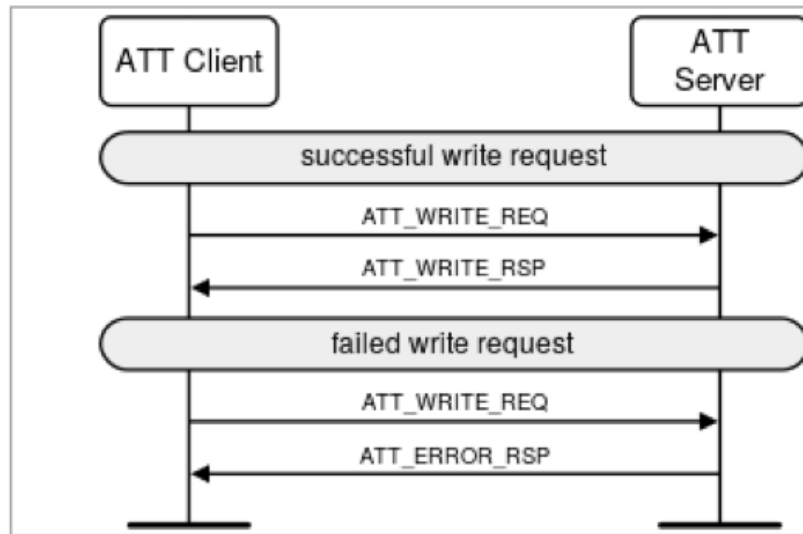 ATT Client
ATT
Server
successful write request
ATT_WRITE_REQ
ATT_WRITE_RSP
failed write request
ATT_WRITE_REQ
ATT_ERROR_RSP